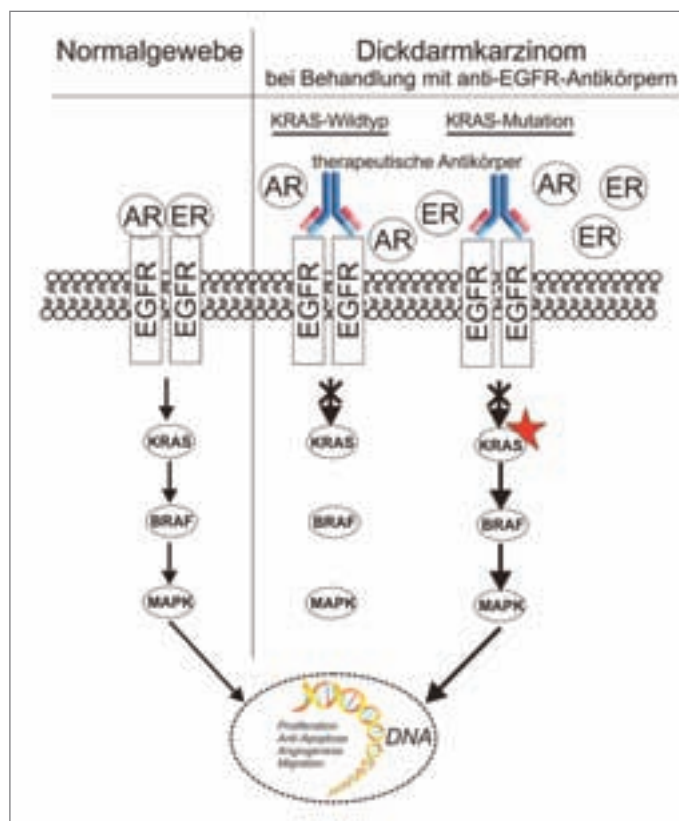 Normalgewebe
Dickdarmkarzinom
bei Behandlung mit anti-EGFR-Antikörpern
KRAS-Wildtyp
KRAS-Mutation
therapeutische Antikörper
AR
ER
AR
AR
ER
AR
ER
ER
EGFR
EGFR
EGFR
EGFR
EGFR
EGFR
KRAS
KRAS
KRAS
BRAF
BRAF
BRAF
MAPK
MAPK
MAPK
Proliferation
Anti-Apoptose
Angiogenese
Migration
DNA